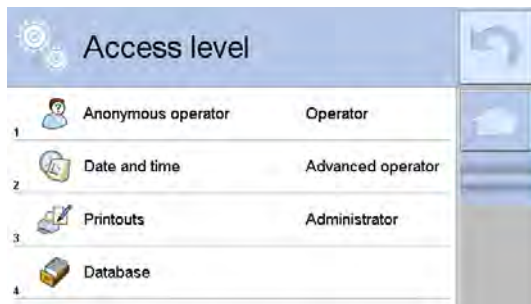 Access level
1 Anonymous operator Operator
2 Date and time Advanced operator
3 Printouts Administrator
4 Database